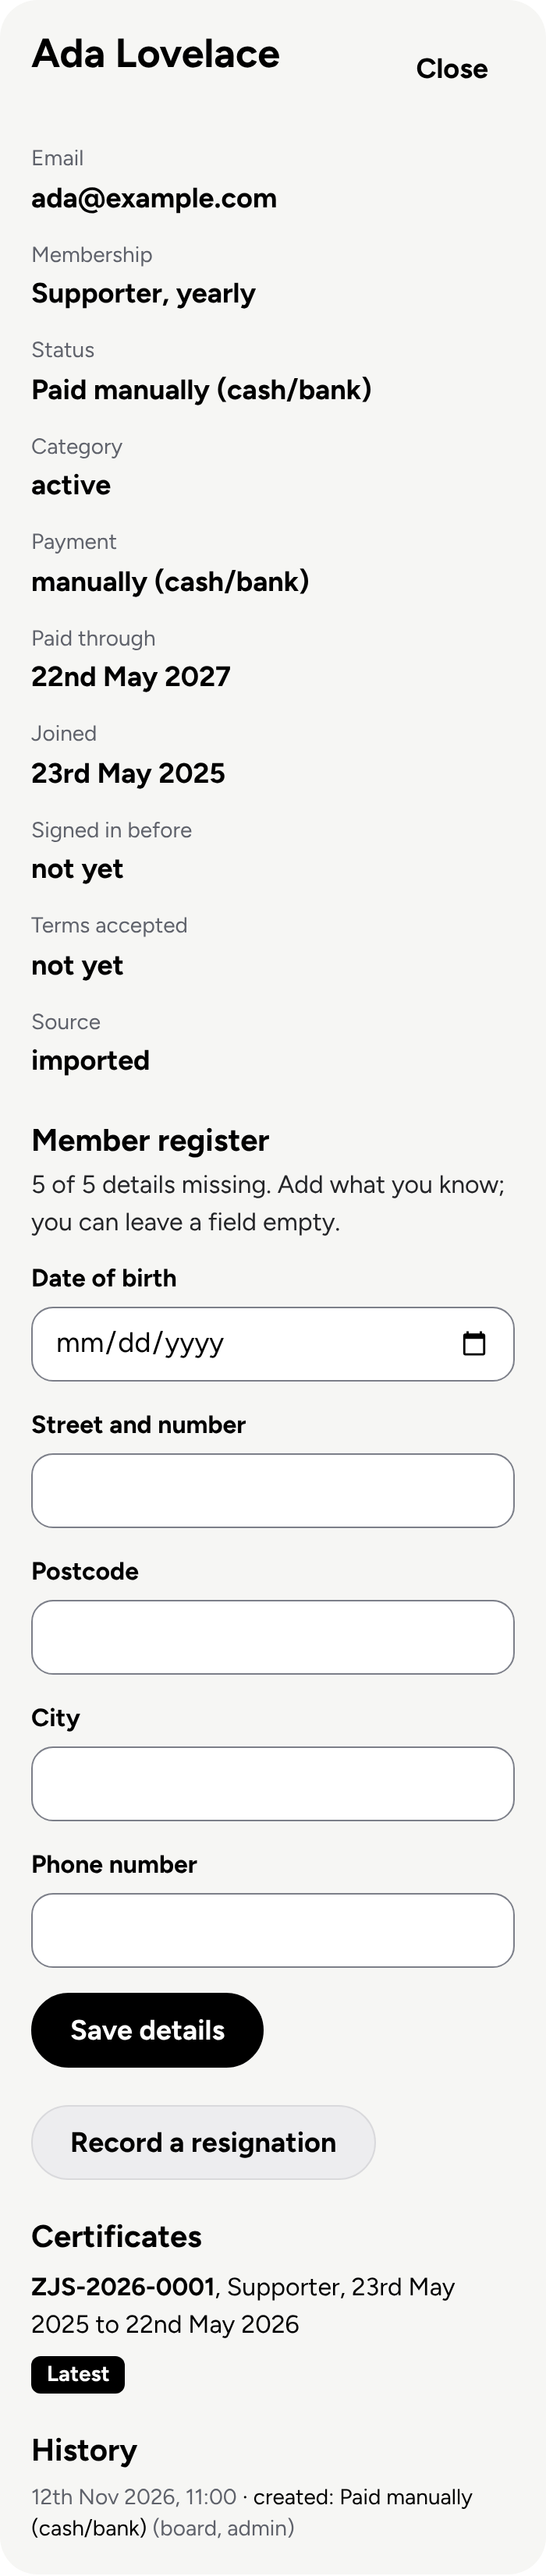 Ada Lovelace
Close
Email
ada@example.com
Membership
Supporter, yearly
Status
Paid manually (cash/bank)
Category
active
Payment
manually (cash/bank)
Paid through
22nd May 2027
Joined
23rd May 2025
Signed in before
not yet
Terms accepted
not yet
Source
imported
Member register
5 of 5 details missing. Add what you know;
you can leave a field empty.
Date of birth
mm/dd/yyyy
Street and number
Postcode
City
Phone number
Save details
Record a resignation
Certificates
ZJS-2026-0001, Supporter, 23rd May
2025 to 22nd May 2026
Latest
History
12th Nov 2026, 11:00 · created: Paid manually
(cash/bank) (board, admin)